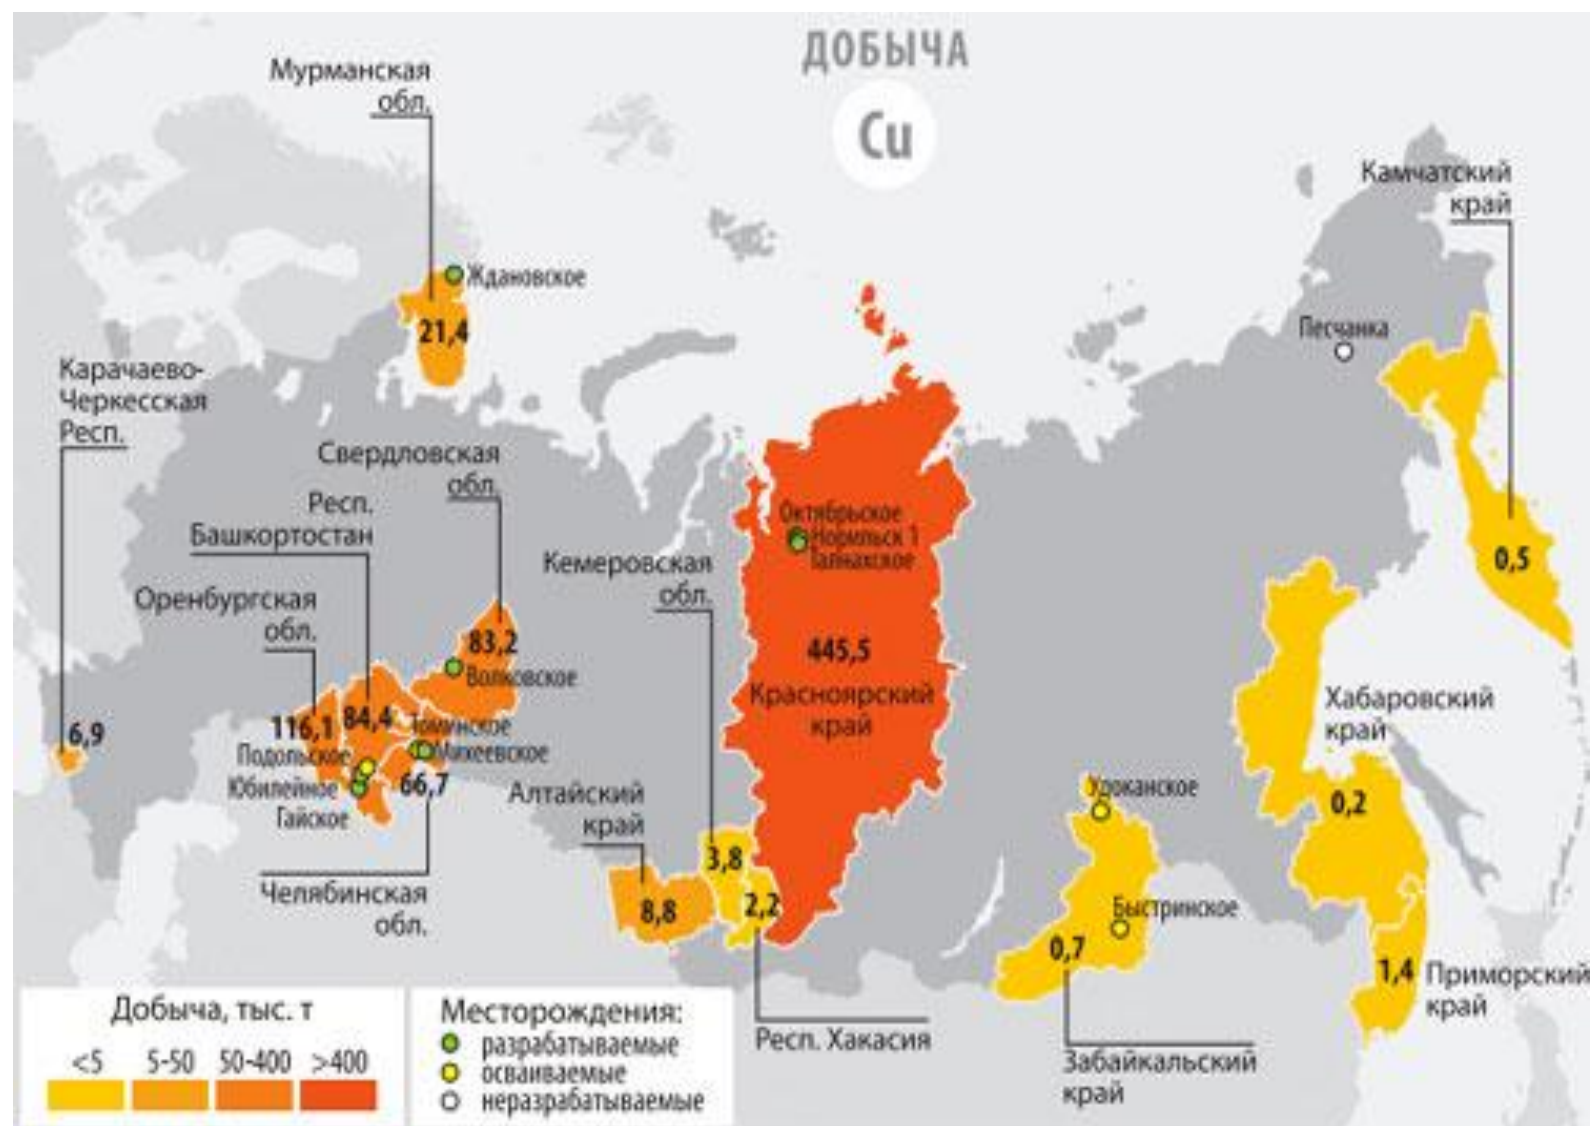 ДОБЫЧА
Cu
Мурманская
обл.
Ждановское
21,4
Камчатский
край
Песчанка
0,5
Карачаево-
Черкесская
Респ.
6,9
Свердловская
обл.
83,2
Волковское
Респ.
Башкортостан
84,4
Оренбургская
обл.
116,1
Томинское
Михеевское
66,7
Подольское
Юбилейное
Гайское
Челябинская
обл.
Кемеровская
обл.
3,8
Алтайский
край
8,8
2,2
Респ. Хакасия
Октябрьское
Норильск 1
Талнахское
445,5
Красноярский
край
Удоканское
Быстринское
0,7
Забайкальский
край
Хабаровский
край
0,2
1,4
Приморский
край
Добыча, тыс. т
<5 5-50 50-400 >400
Месторождения:
разрабатываемые
осваиваемые
неразрабатываемые